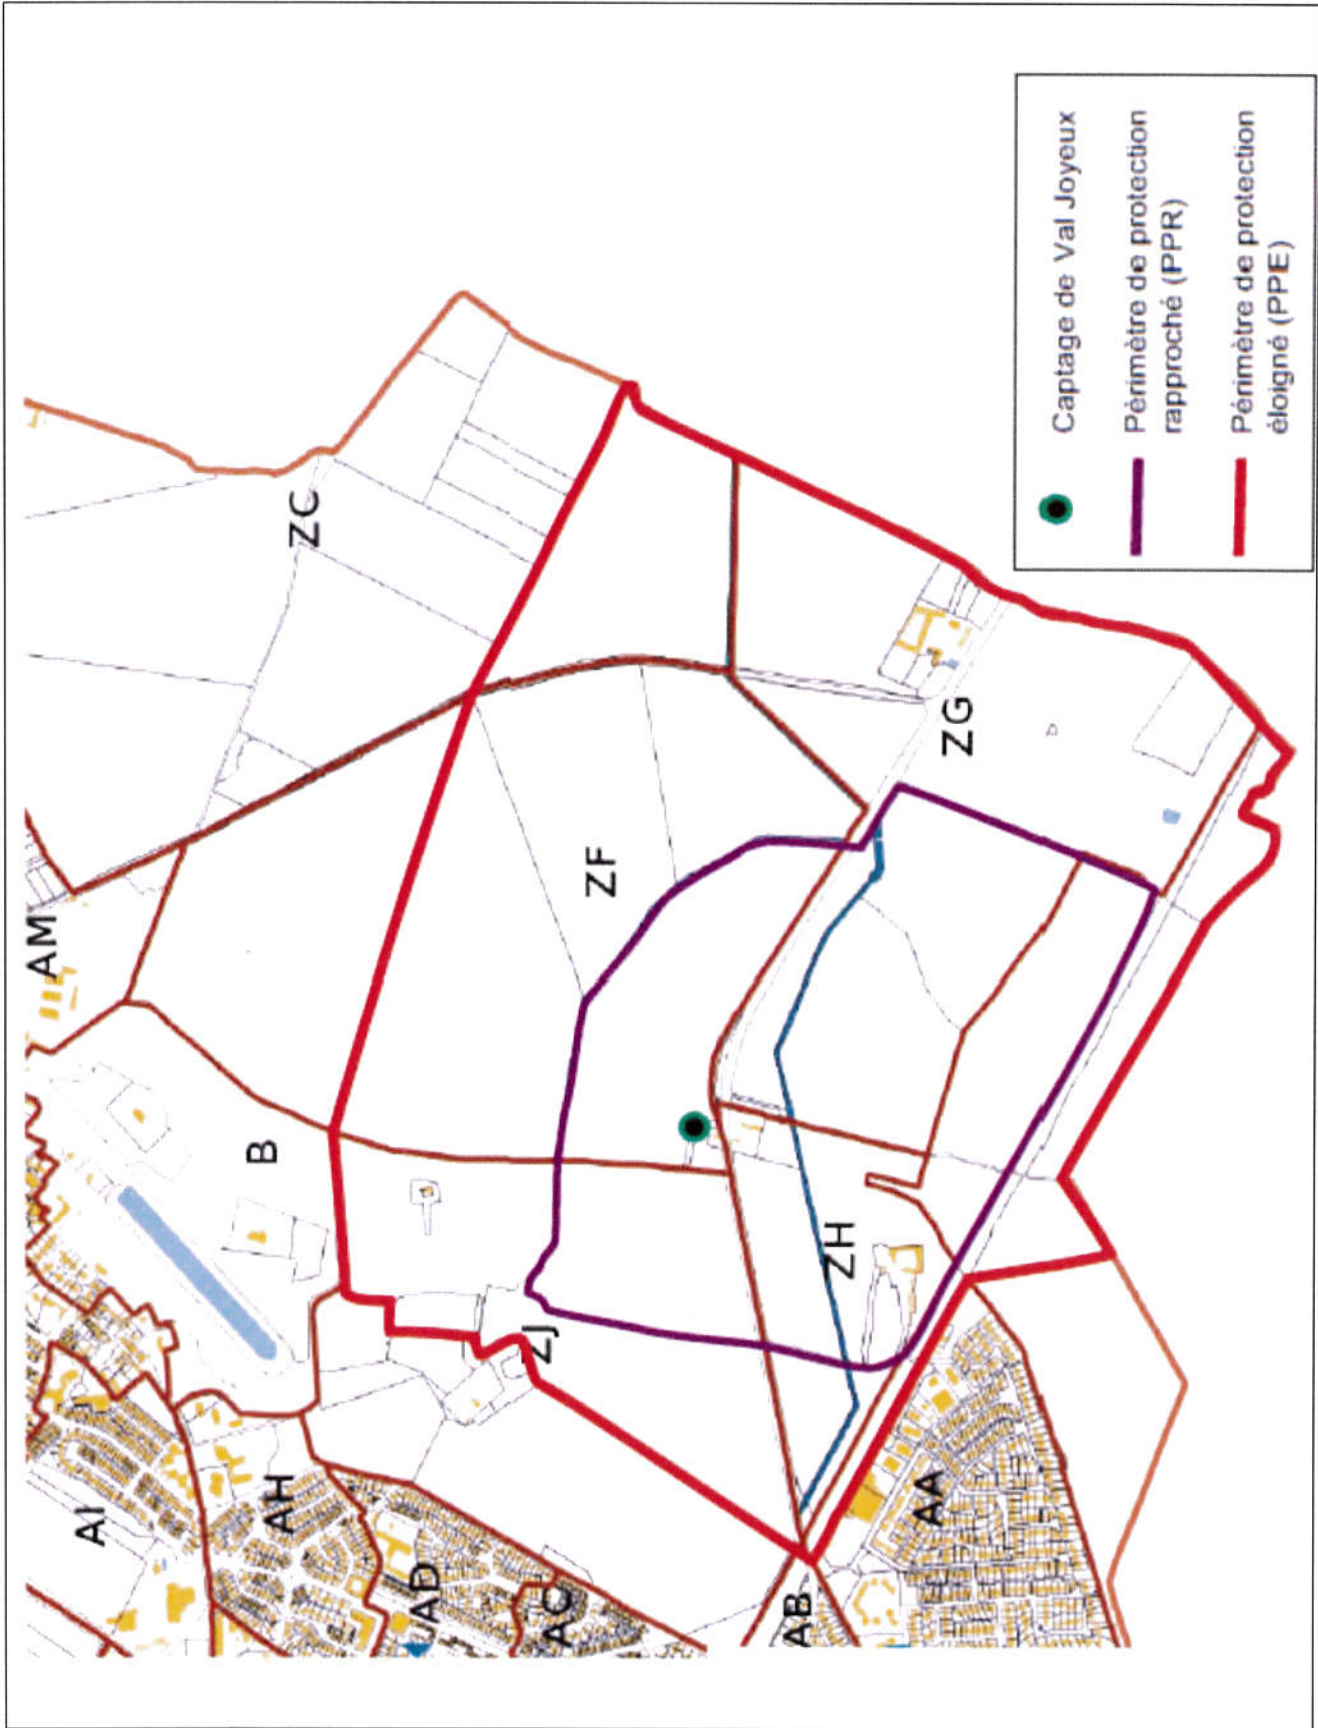 AI
AH
AD
AC
AB
AA
B
ZJ
ZH
AM
ZF
ZG
ZC
Captage de Val Joyeux
Périmètre de protection
rapproché (PPR)
Périmètre de protection
éloigné (PPE)